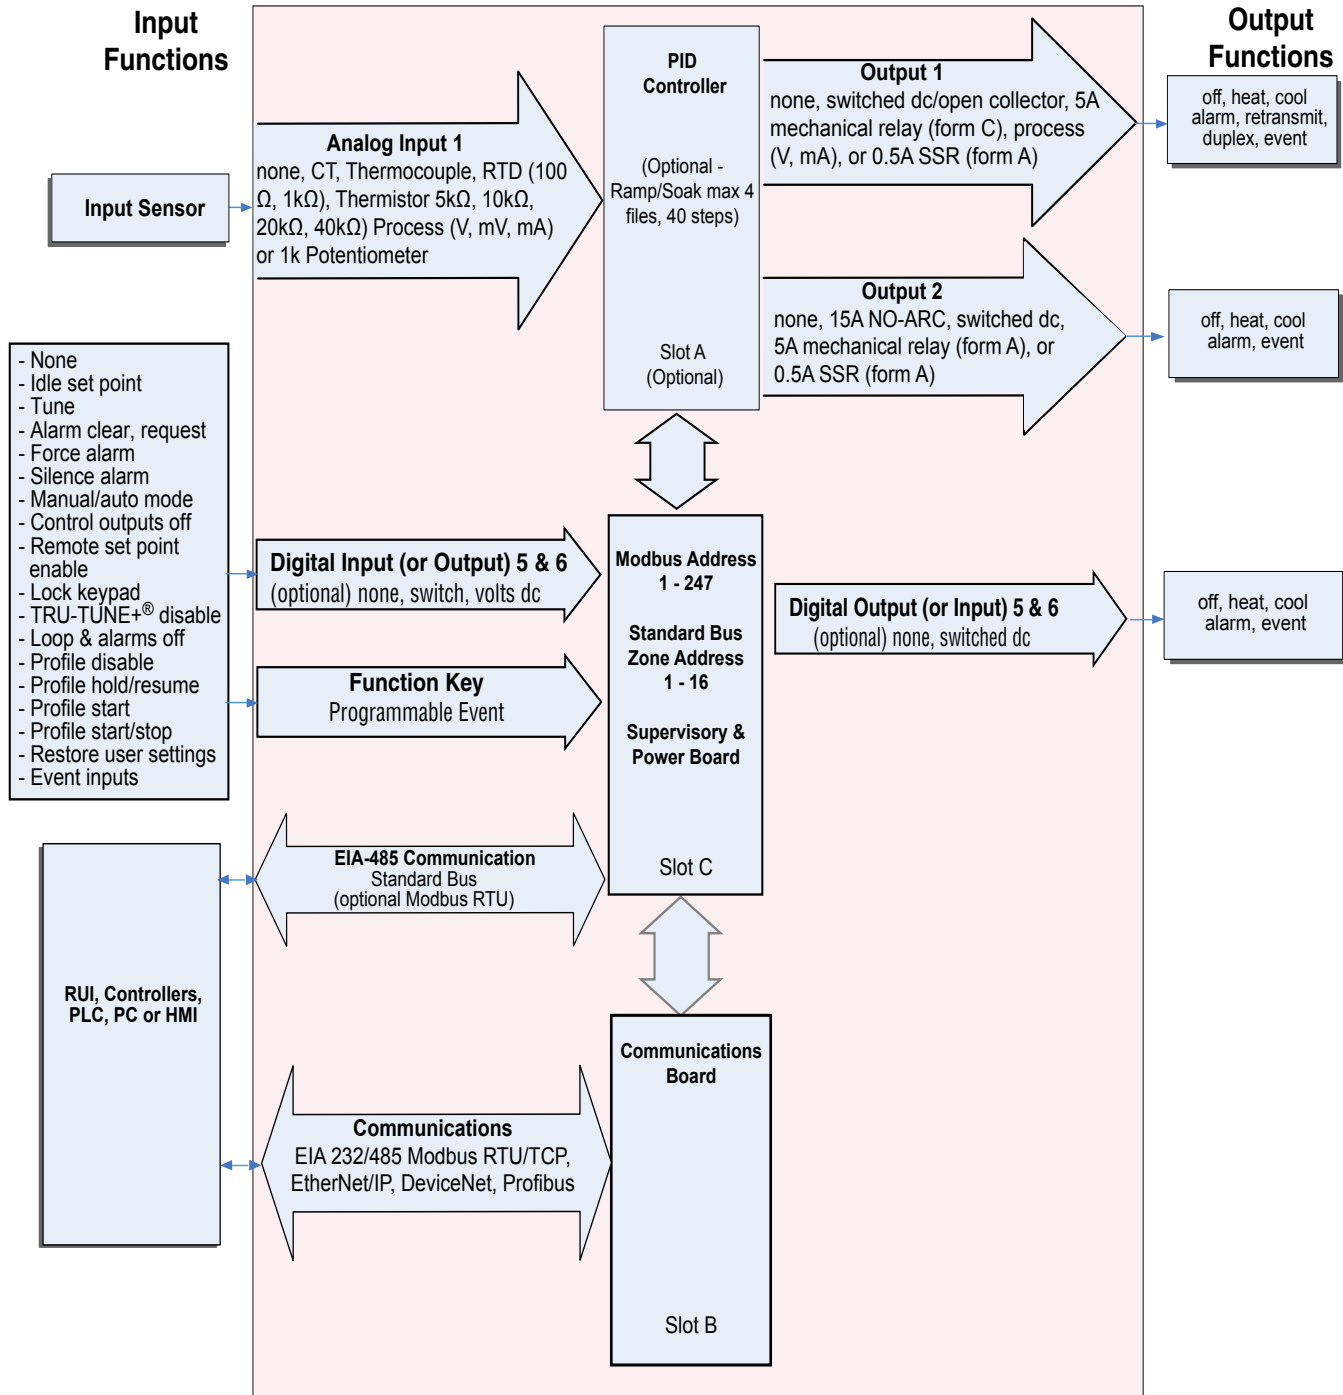 Input
Functions
Output
Functions
PID
Controller
(Optional -
Ramp/Soak max 4
files, 40 steps)
Slot A
(Optional)
Input Sensor
Analog Input 1
none, CT, Thermocouple, RTD (100
Ω, 1kΩ), Thermistor 5kΩ, 10kΩ,
20kΩ, 40kΩ) Process (V, mV, mA)
or 1k Potentiometer
Output 1
none, switched dc/open collector, 5A
mechanical relay (form C), process
(V, mA), or 0.5A SSR (form A)
off, heat, cool
alarm, retransmit,
duplex, event
Output 2
none, 15A NO-ARC, switched dc,
5A mechanical relay (form A), or
0.5A SSR (form A)
off, heat, cool
alarm, event
- None
- Idle set point
- Tune
- Alarm clear, request
- Force alarm
- Silence alarm
- Manual/auto mode
- Control outputs off
- Remote set point
enable
- Lock keypad
- TRU-TUNE+® disable
- Loop & alarms off
- Profile disable
- Profile hold/resume
- Profile start
- Profile start/stop
- Restore user settings
- Event inputs
Digital Input (or Output) 5 & 6
(optional) none, switch, volts dc
Function Key
Programmable Event
Modbus Address
1 - 247
Standard Bus
Zone Address
1 - 16
Supervisory &
Power Board
Slot C
Digital Output (or Input) 5 & 6
(optional) none, switched dc
off, heat, cool
alarm, event
EIA-485 Communication
Standard Bus
(optional Modbus RTU)
RUI, Controllers,
PLC, PC or HMI
Communications
Board
Slot B
Communications
EIA 232/485 Modbus RTU/TCP,
EtherNet/IP, DeviceNet, Profibus